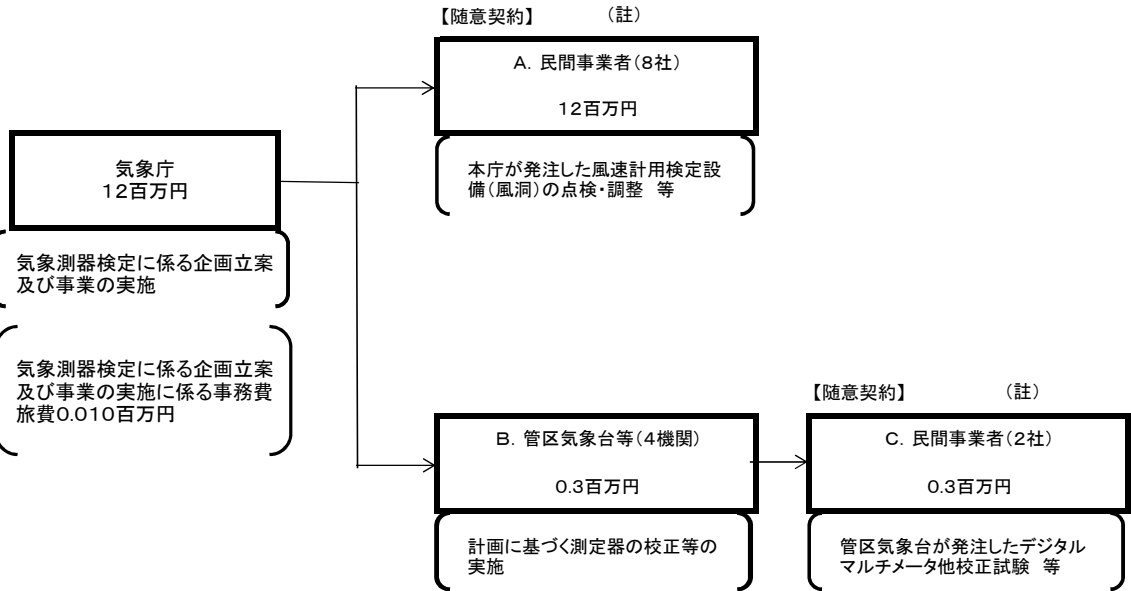 【随意契約】 （註）
A．民間事業者（8社）
12百万円
本庁が発注した風速計用検定設
備（風洞）の点検・調整 等
気象庁
12百万円
気象測器検定に係る企画立案
及び事業の実施
気象測器検定に係る企画立案
及び事業の実施に係る事務費
旅費0.010百万円
B．管区気象台等（4機関）
0.3百万円
計画に基づく測定器の校正等の
実施
【随意契約】 （註）
C．民間事業者（2社）
0.3百万円
管区気象台が発注したデジタル
マルチメータ他校正試験 等